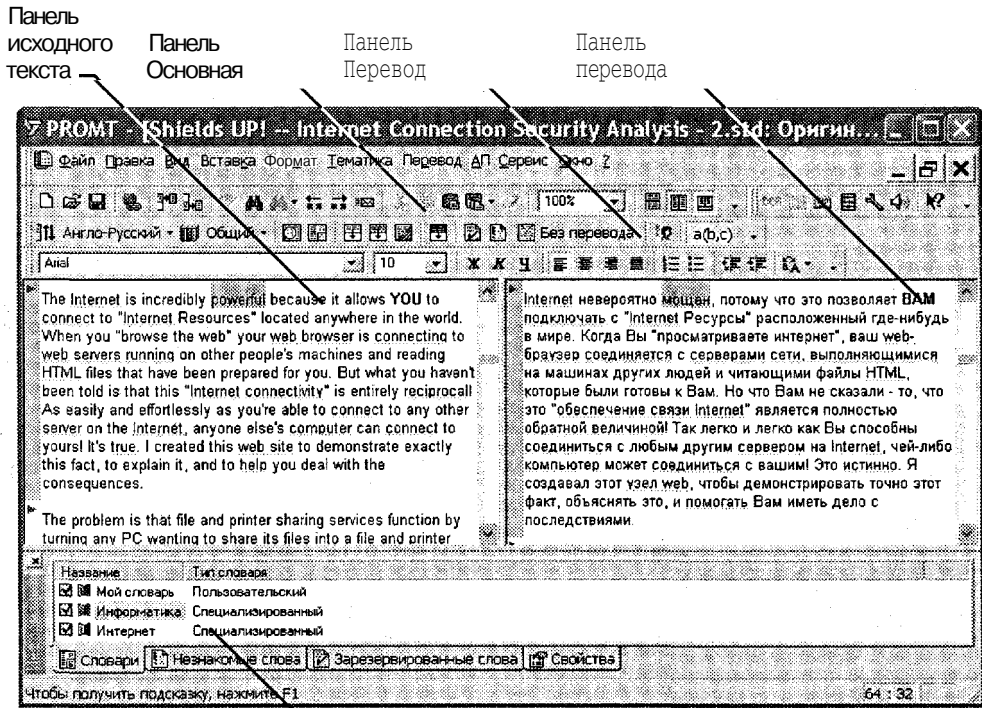 Панель исходного текста
Панель Основная
Панель Перевод
Панель перевода
PROMT - [Shields UP! -- Internet Connection Security Analysis - 2.std: Оригин...
Файл Правка Вид Вставка Формат Тематика Перевод АП Сервис Окно ?
100%
Англо-Русский Общий Без перевода a(b,c)
Arial 10 Ж К Ч
The Internet is incredibly powerful because it allows YOU to
connect to "Internet Resources" located anywhere in the world.
When you "browse the web" your web browser is connecting to
web servers running on other people's machines and reading
HTML files that have been prepared for you. But what you haven't
been told is that this "Internet connectivity" is entirely reciprocal!
As easily and effortlessly as you're able to connect to any other
server on the Internet, anyone else's computer can connect to
yours! It's true. I created this web site to demonstrate exactly
this fact, to explain it, and to help you deal with the
consequences.
The problem is that file and printer sharing services function by
turning any PC wanting to share its files into a file and printer
Internet невероятно мощен, потому что это позволяет ВАМ
подключать с "Internet Ресурсы" расположенный где-нибудь
в мире. Когда Вы "просматриваете интернет", ваш web-
браузер соединяется с серверами сети, выполняющимися
на машинах других людей и читающими файлы HTML,
которые были готовы к Вам. Но что Вам не сказали - то, что
это "обеспечение связи Internet" является полностью
обратной величиной! Так легко и легко как Вы способны
соединиться с любым другим сервером на Internet, чей-либо
компьютер может соединиться с вашим! Это истинно. Я
создавал этот узел web, чтобы демонстрировать точно этот
факт, объяснять это, и помогать Вам иметь дело с
последствиями.
Название Тип словаря
Мой словарь Пользовательский
Информатика Специализированный
Интернет Специализированный
Словари Незнакомые слова Зарезервированные слова Свойства
Чтобы получить подсказку, нажмите F1 64 : 32